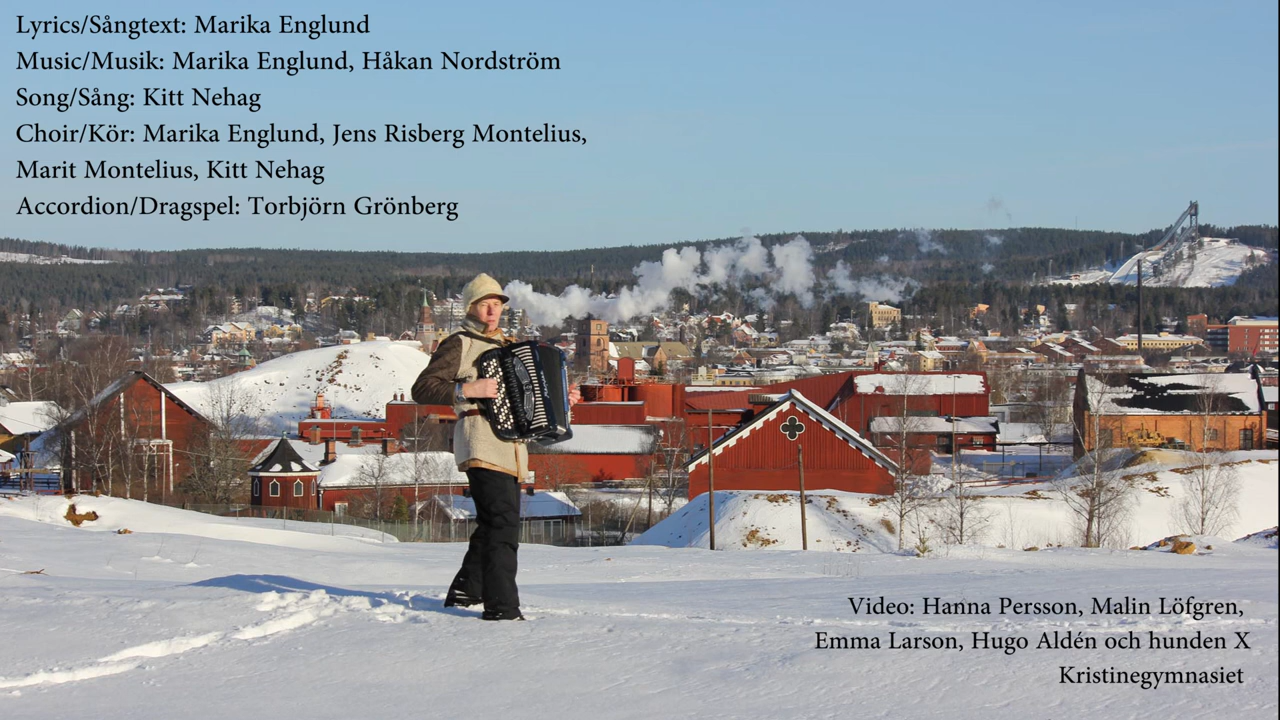 Lyrics/Sångtext: Marika Englund
Music/Musik: Marika Englund, Håkan Nordström
Song/Sång: Kitt Nehag
Choir/Kör: Marika Englund, Jens Risberg Montelius,
Marit Montelius, Kitt Nehag
Accordion/Dragspel: Torbjörn Grönberg
Video: Hanna Persson, Malin Löfgren,
Emma Larson, Hugo Aldén och hunden X
Kristinegymnasiet